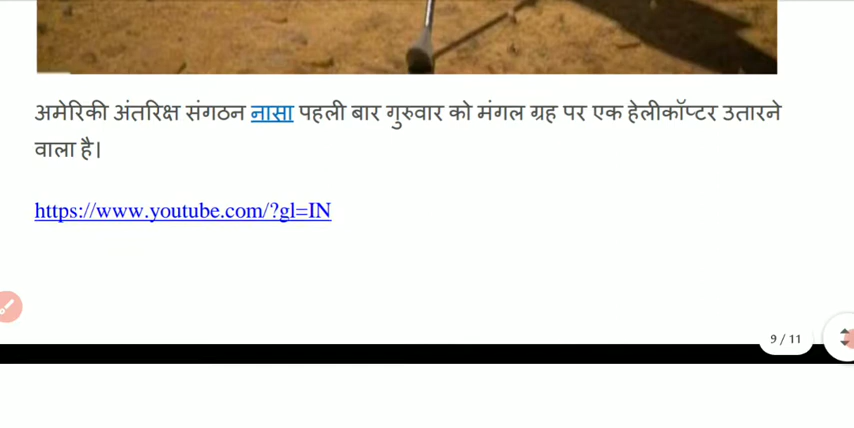 अमेरिकी अंतरिक्ष संगठन नासा पहली बार गुरुवार को मंगल ग्रह पर एक हेलीकॉप्टर उतारने
वाला है।
https://www.youtube.com/?gl=IN
9 / 11